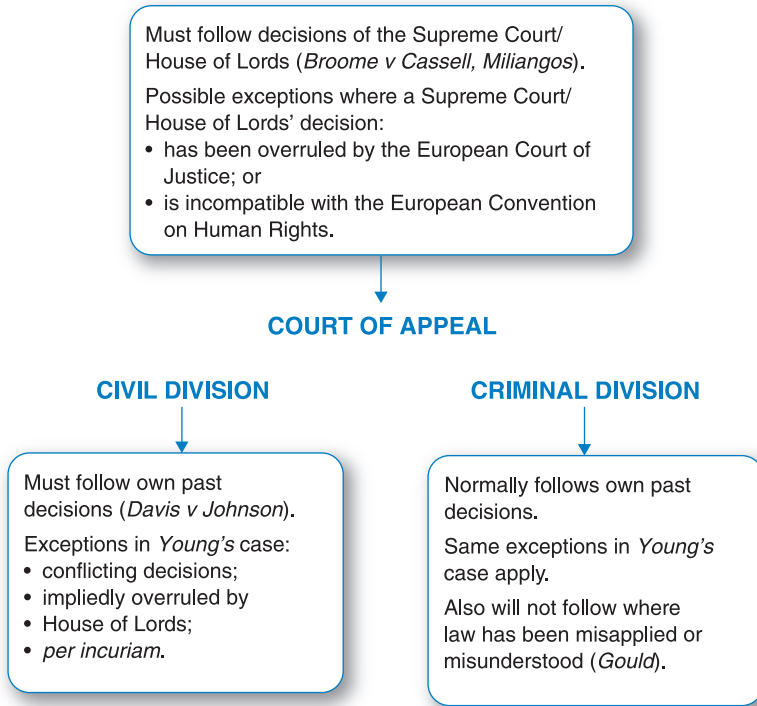 Must follow decisions of the Supreme Court/
House of Lords (Broome v Cassell, Miliangos).
Possible exceptions where a Supreme Court/
House of Lords' decision:
• has been overruled by the European Court of
Justice; or
• is incompatible with the European Convention
on Human Rights.
COURT OF APPEAL
CIVIL DIVISION
Must follow own past
decisions (Davis v Johnson).
Exceptions in Young's case:
• conflicting decisions;
• impliedly overruled by
• House of Lords;
• per incuriam.
CRIMINAL DIVISION
Normally follows own past
decisions.
Same exceptions in Young's
case apply.
Also will not follow where
law has been misapplied or
misunderstood (Gould).